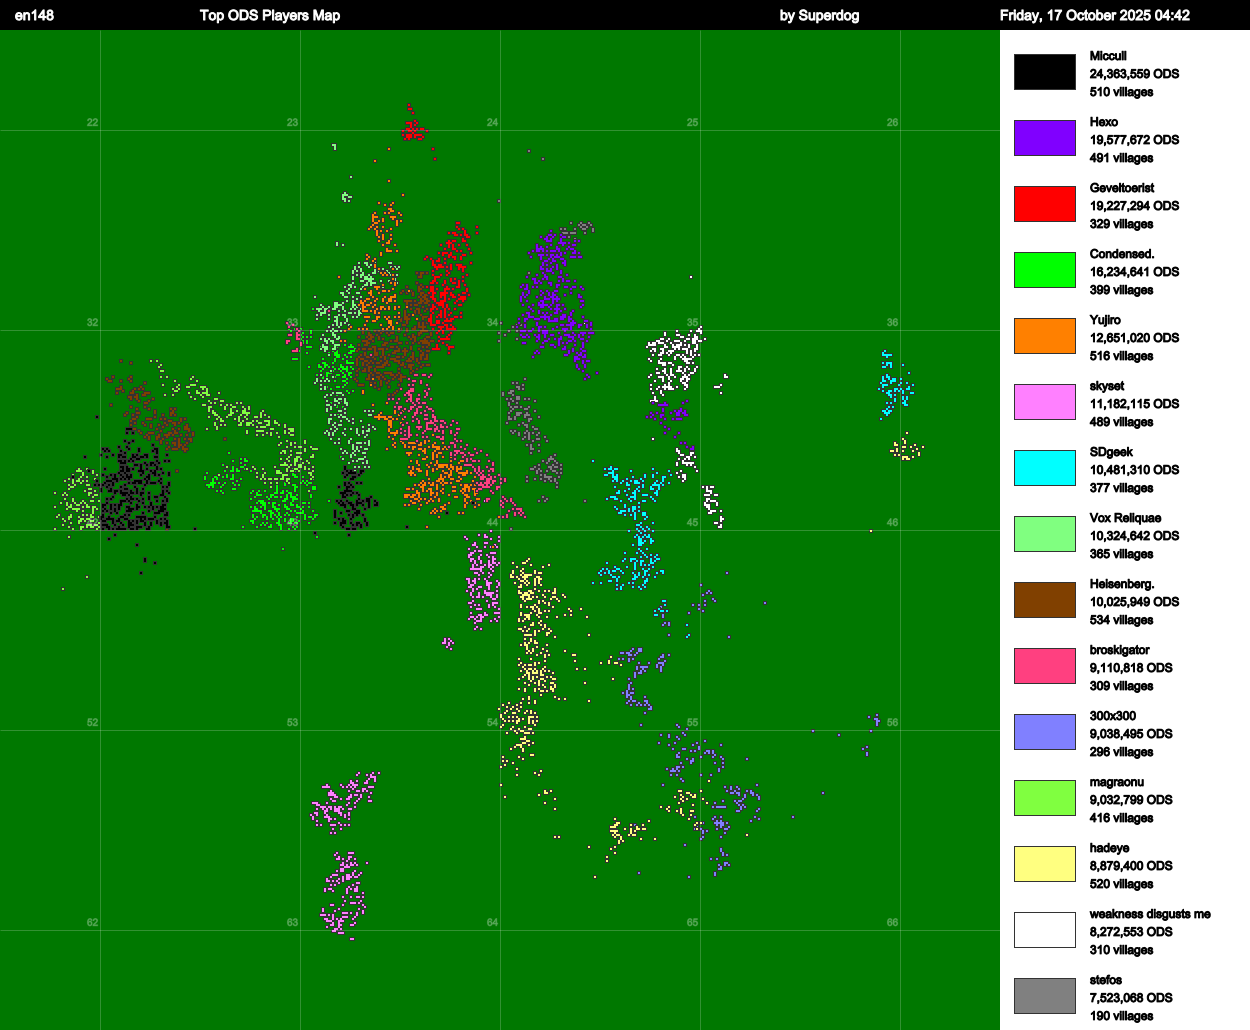 en148 Top ODS Players Map by Superdog Friday, 17 October 2025 04:42
Miccull
24,363,559 ODS
510 villages
Hexo
19,577,672 ODS
491 villages
Geveltoerist
19,227,294 ODS
329 villages
Condensed.
16,234,641 ODS
399 villages
Yujiro
12,651,020 ODS
516 villages
skyset
11,182,115 ODS
489 villages
SDgeek
10,481,310 ODS
377 villages
Vox Reliquae
10,324,642 ODS
365 villages
Heisenberg.
10,025,949 ODS
534 villages
broskigator
9,110,818 ODS
309 villages
300x300
9,038,495 ODS
296 villages
magraonu
9,032,799 ODS
416 villages
hadeye
8,879,400 ODS
520 villages
weakness disgusts me
8,272,553 ODS
310 villages
stefos
7,523,068 ODS
190 villages
22 23 24 25 26
32 33 34 35 36
44 45 46
52 53 54 55 56
62 63 64 65 66